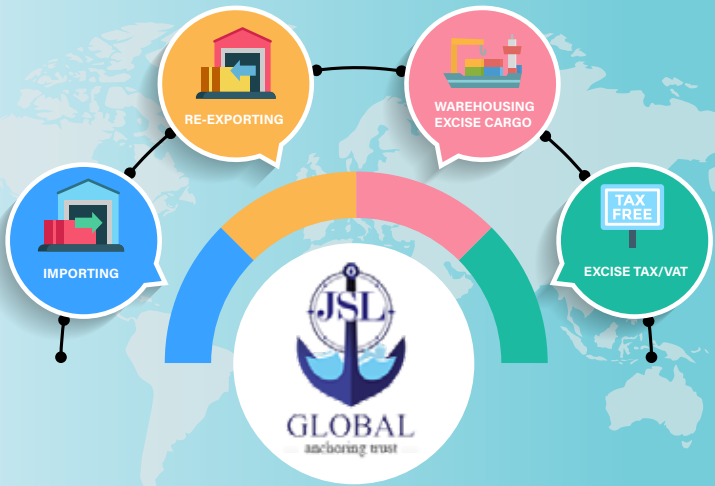 RE-EXPORTING
WAREHOUSING
EXCISE CARGO
IMPORTING
TAX
FREE
EXCISE TAX/VAT
JSL
GLOBAL
anchoring trust